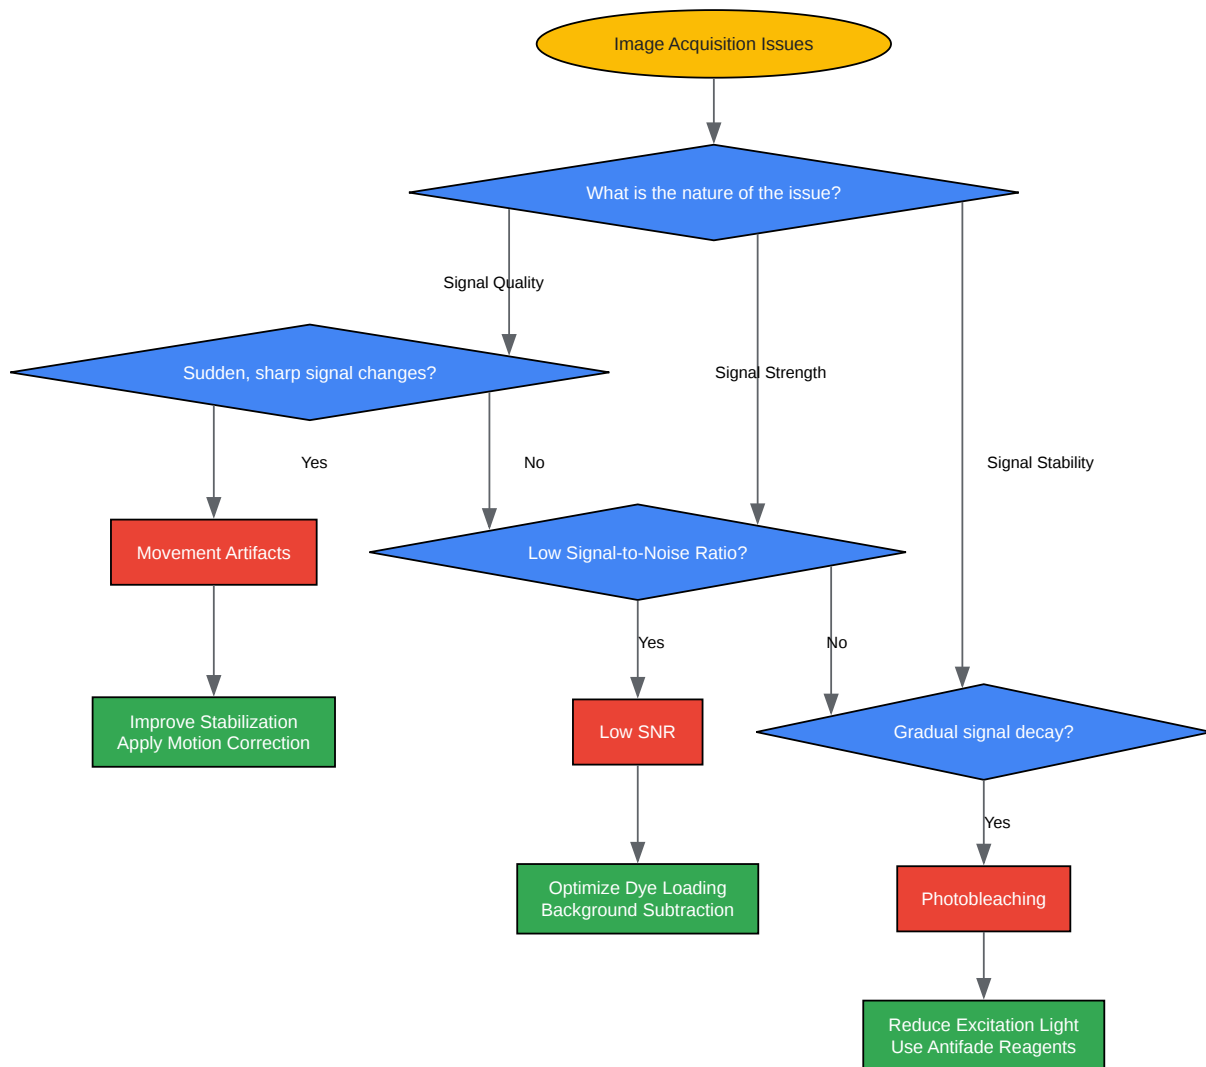 Image Acquisition Issues
What is the nature of the issue?
Signal Quality
Sudden, sharp signal changes?
Signal Strength
Yes
No
Signal Stability
Movement Artifacts
Low Signal-to-Noise Ratio?
Yes
No
Improve Stabilization
Apply Motion Correction
Low SNR
Gradual signal decay?
Yes
Optimize Dye Loading
Background Subtraction
Photobleaching
Reduce Excitation Light
Use Antifade Reagents